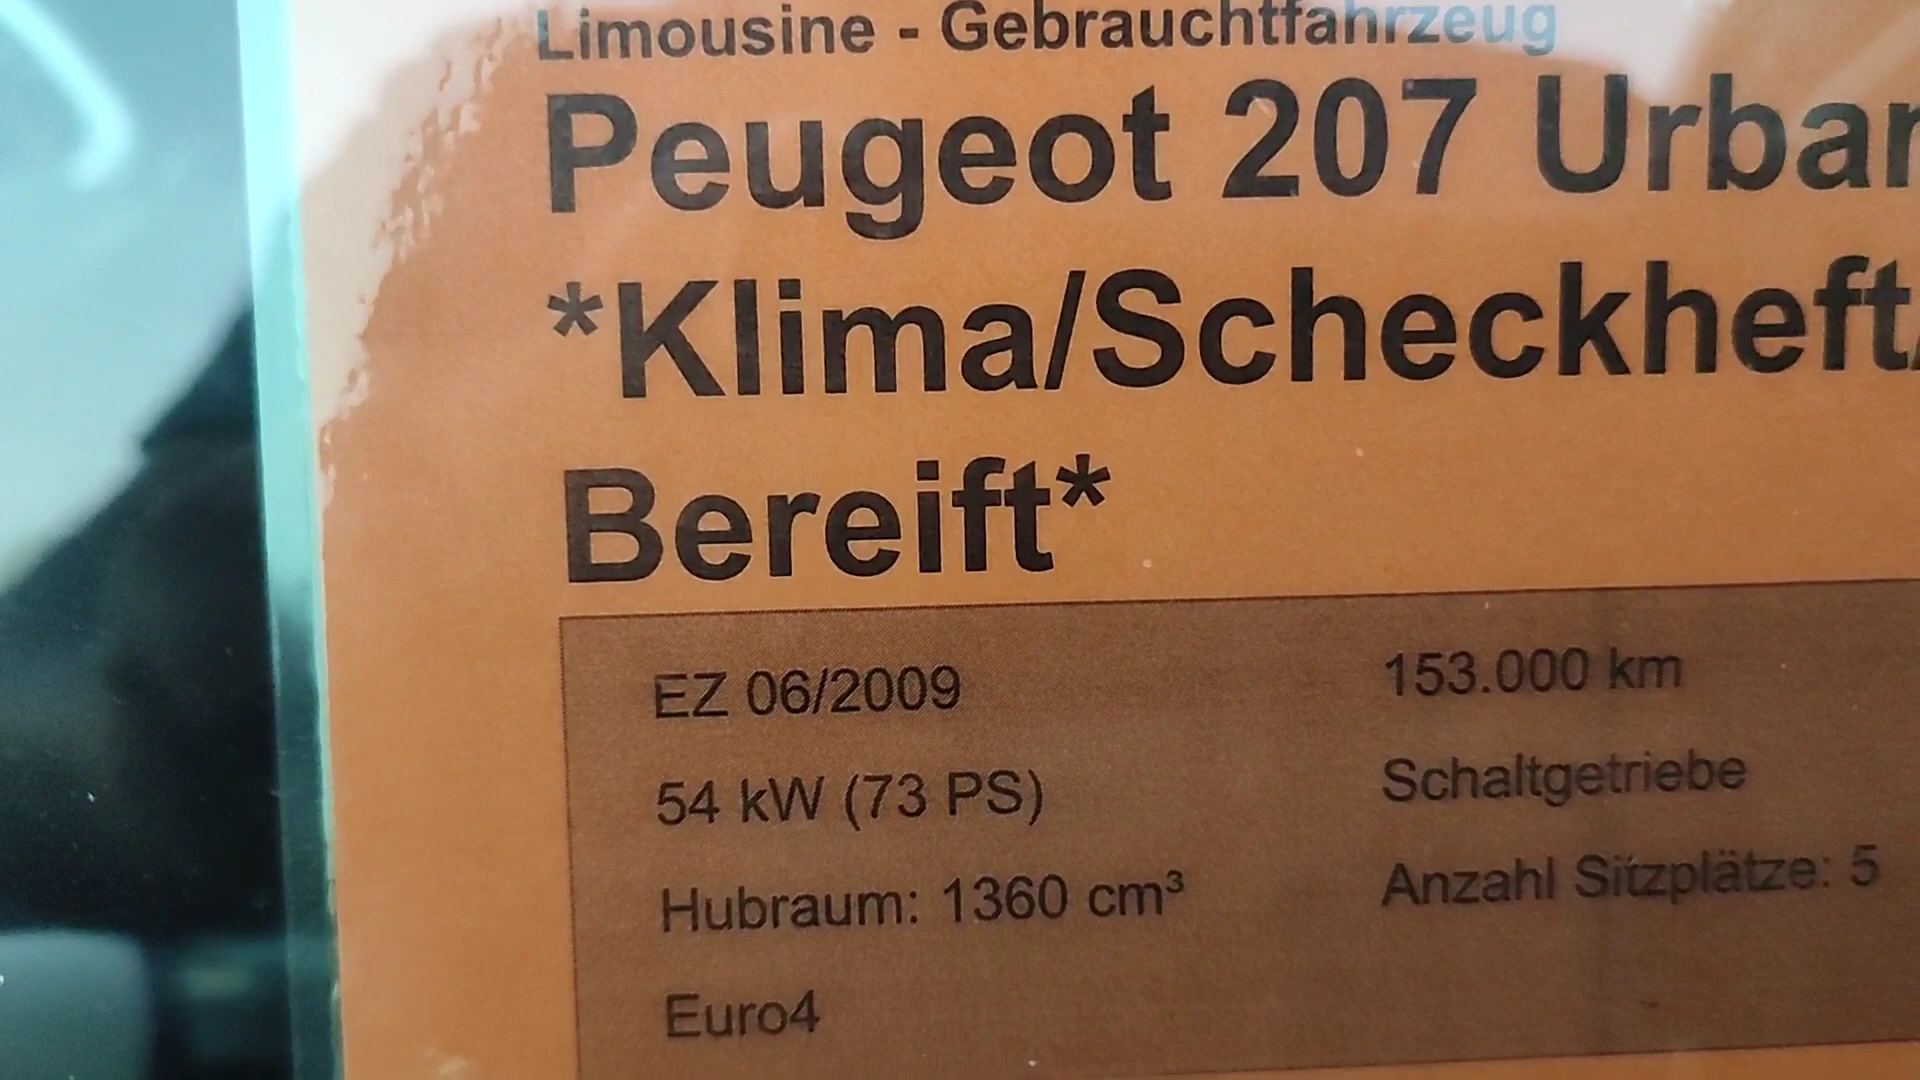 Limousine - Gebrauchtfahrzeug
Peugeot 207 Urban
*Klima/Scheckheft/
Bereift*
EZ 06/2009
153.000 km
54 kW (73 PS)
Schaltgetriebe
Hubraum: 1360 cm³
Anzahl Sitzplätze: 5
Euro4